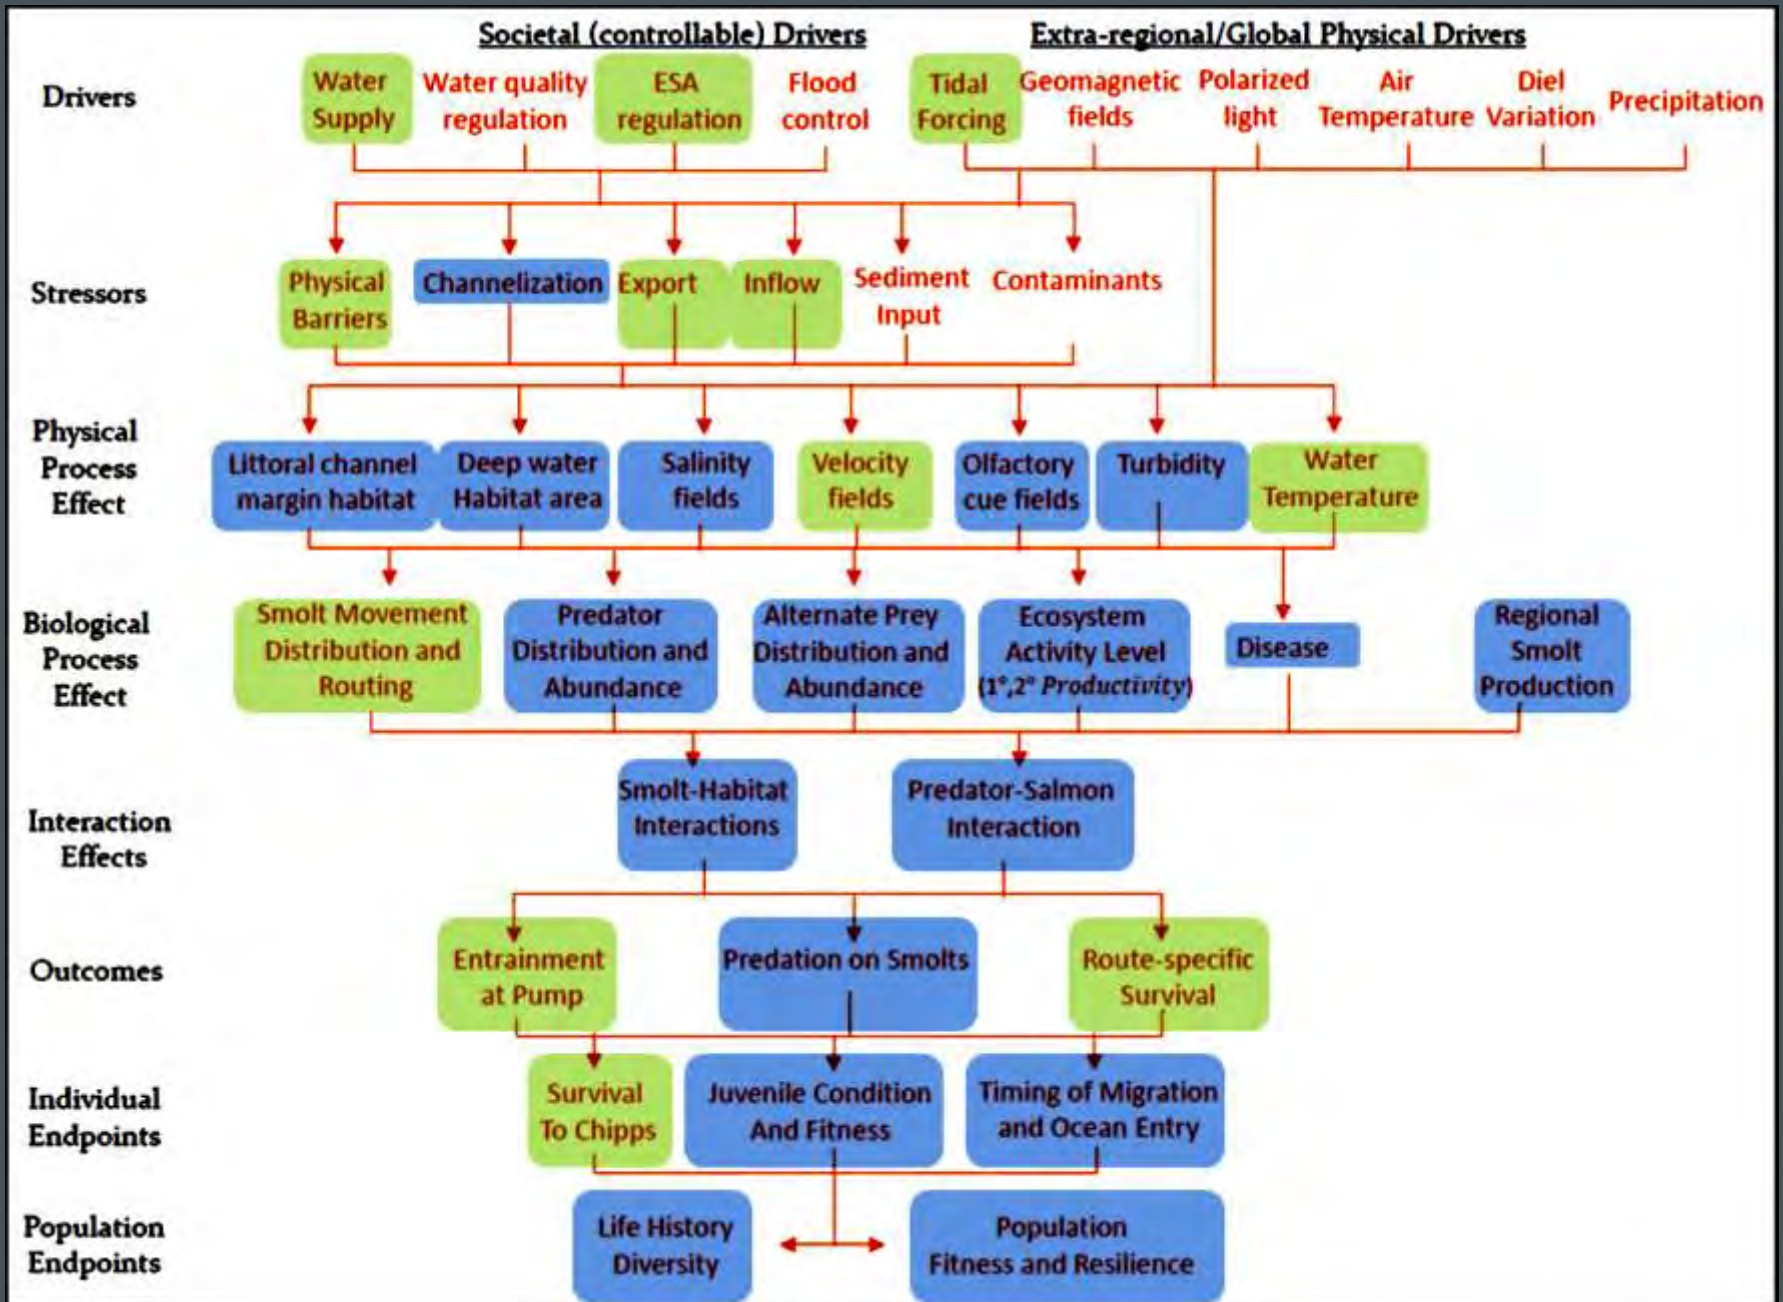 Societal (controllable) Drivers
Extra-regional/Global Physical Drivers
Drivers
Water
Supply
Water quality
regulation
ESA
regulation
Flood
control
Tidal
Forcing
Geomagnetic
fields
Polarized
light
Air
Temperature
Diel
Variation
Precipitation
Stressors
Physical
Barriers
Channelization
Export
Inflow
Sediment
Input
Contaminants
Physical
Process
Effect
Littoral channel
margin habitat
Deep water
Habitat area
Salinity
fields
Velocity
fields
Olfactory
cue fields
Turbidity
Water
Temperature
Biological
Process
Effect
Smolt Movement
Distribution and
Routing
Predator
Distribution and
Abundance
Alternate Prey
Distribution and
Abundance
Ecosystem
Activity Level
(1°,2° Productivity)
Disease
Regional
Smolt
Production
Interaction
Effects
Smolt-Habitat
Interactions
Predator-Salmon
Interaction
Outcomes
Entrainment
at Pump
Predation on Smolts
Route-specific
Survival
Individual
Endpoints
Survival
To Chipps
Juvenile Condition
And Fitness
Timing of Migration
and Ocean Entry
Population
Endpoints
Life History
Diversity
Population
Fitness and Resilience